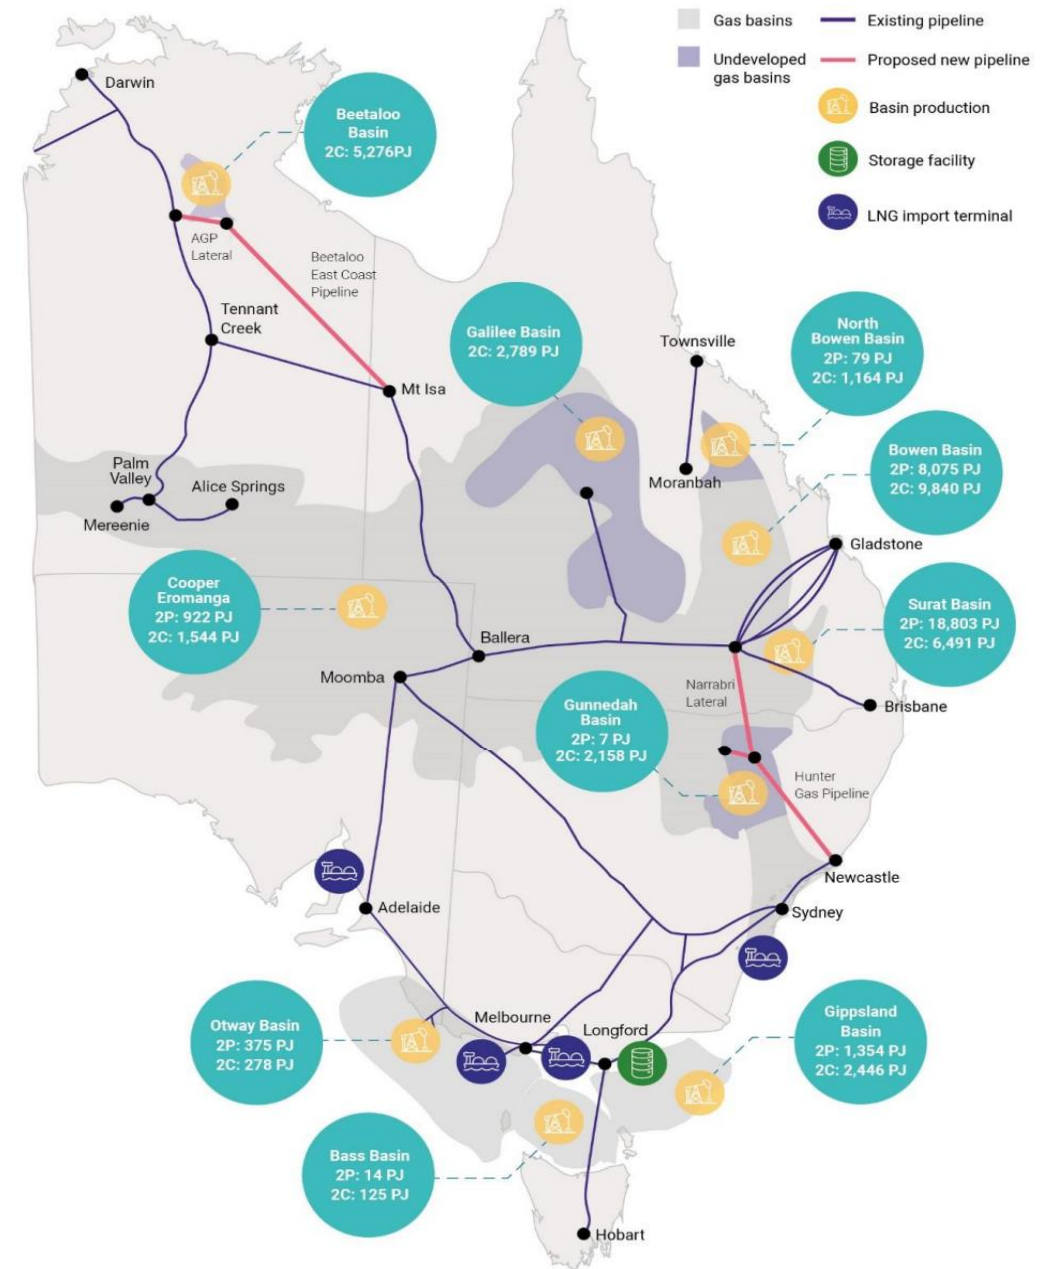 Gas basins
Existing pipeline
Undeveloped
gas basins
Proposed new pipeline
Basin production
Storage facility
LNG import terminal
Darwin
Beetaloo
Basin
2C: 5,276PJ
AGP
Lateral
Beetaloo
East Coast
Pipeline
Tennant
Creek
Mt Isa
Galilee Basin
2C: 2,789 PJ
Townsville
North
Bowen Basin
2P: 79 PJ
2C: 1,164 PJ
Moranbah
Bowen Basin
2P: 8,075 PJ
2C: 9,840 PJ
Palm
Valley
Alice Springs
Mereenie
Gladstone
Cooper
Eromanga
2P: 922 PJ
2C: 1,544 PJ
Surat Basin
2P: 18,803 PJ
2C: 6,491 PJ
Ballera
Moomba
Narrabri
Lateral
Brisbane
Gunnedah
Basin
2P: 7 PJ
2C: 2,158 PJ
Hunter
Gas Pipeline
Newcastle
Adelaide
Sydney
Otway Basin
2P: 375 PJ
2C: 278 PJ
Melbourne
Longford
Gippsland
Basin
2P: 1,354 PJ
2C: 2,446 PJ
Bass Basin
2P: 14 PJ
2C: 125 PJ
Hobart